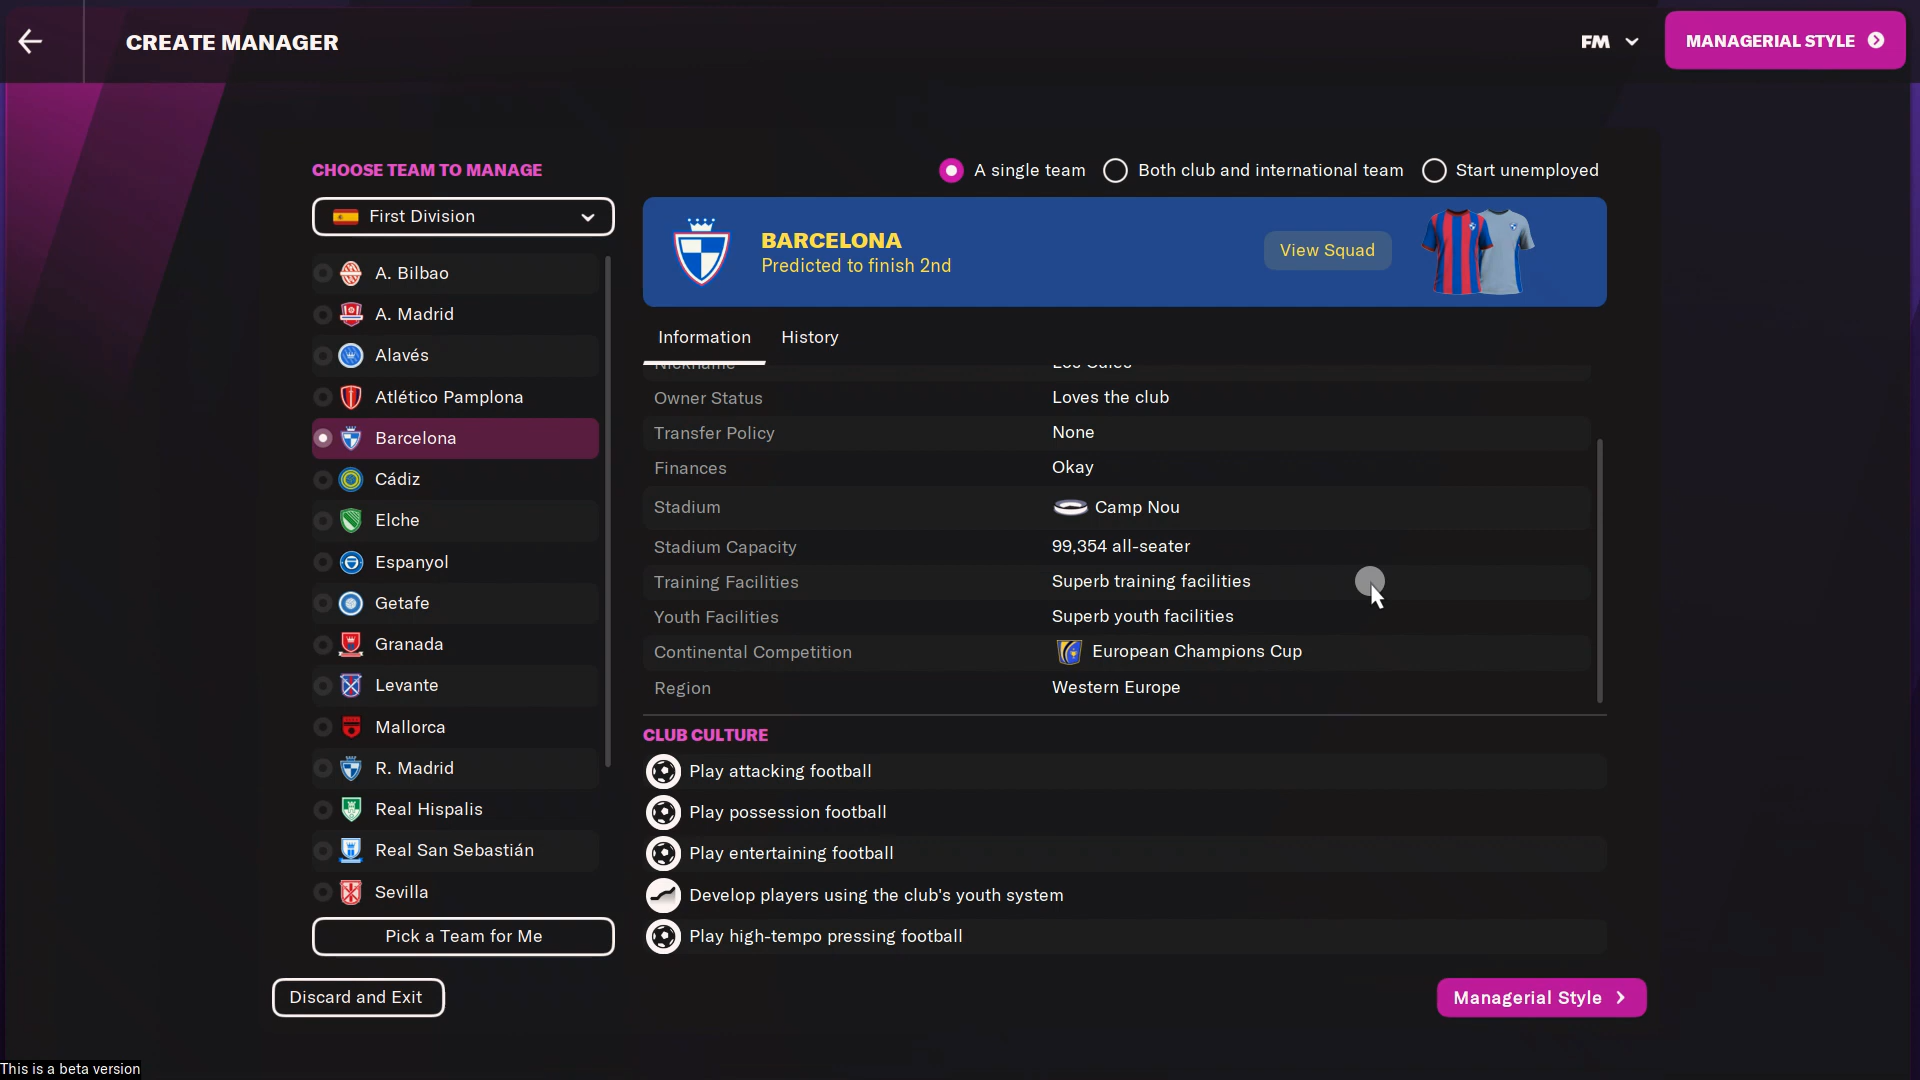 CREATE MANAGER
FM
MANAGERIAL STYLE
CHOOSE TEAM TO MANAGE
A single team
Both club and international team
Start unemployed
First Division
A. Bilbao
A. Madrid
Alavés
Atlético Pamplona
Barcelona
Cádiz
Elche
Espanyol
Getafe
Granada
Levante
Mallorca
R. Madrid
Real Hispalis
Real San Sebastián
Sevilla
Pick a Team for Me
BARCELONA
Predicted to finish 2nd
View Squad
Information
History
Nickname
Owner Status Loves the club
Transfer Policy None
Finances Okay
Stadium Camp Nou
Stadium Capacity 99,354 all-seater
Training Facilities Superb training facilities
Youth Facilities Superb youth facilities
Continental Competition European Champions Cup
Region Western Europe
CLUB CULTURE
Play attacking football
Play possession football
Play entertaining football
Develop players using the club's youth system
Play high-tempo pressing football
Discard and Exit
Managerial Style
This is a beta version